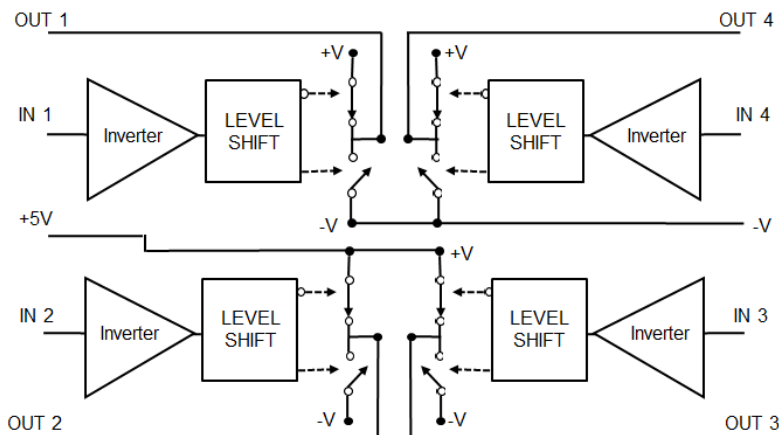 OUT 1
OUT 4
+V
+V
IN 1
Inverter
LEVEL
SHIFT
LEVEL
SHIFT
Inverter
IN 4
+5V
-V
-V
+V
IN 2
Inverter
LEVEL
SHIFT
LEVEL
SHIFT
Inverter
IN 3
OUT 2
-V
-V
OUT 3